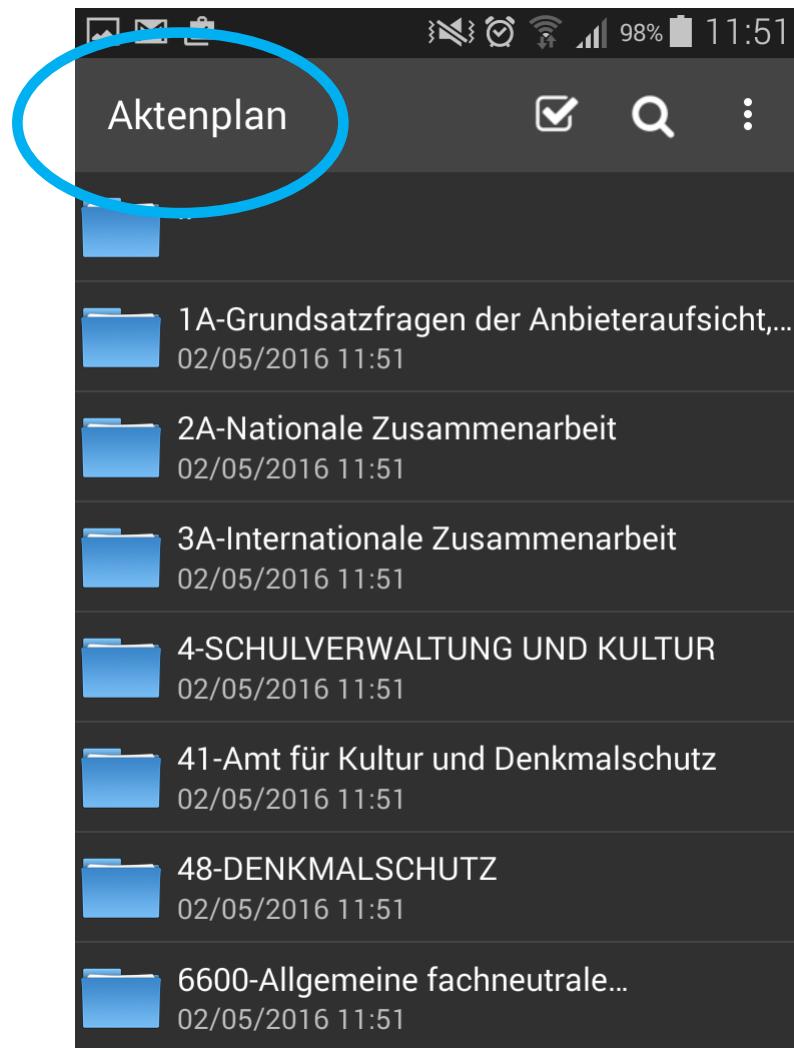 98% 11:51
Aktenplan
..
1A-Grundsatzfragen der Anbieteraufsicht,...
02/05/2016 11:51
2A-Nationale Zusammenarbeit
02/05/2016 11:51
3A-Internationale Zusammenarbeit
02/05/2016 11:51
4-SCHULVERWALTUNG UND KULTUR
02/05/2016 11:51
41-Amt für Kultur und Denkmalschutz
02/05/2016 11:51
48-DENKMALSCHUTZ
02/05/2016 11:51
6600-Allgemeine fachneutrale...
02/05/2016 11:51